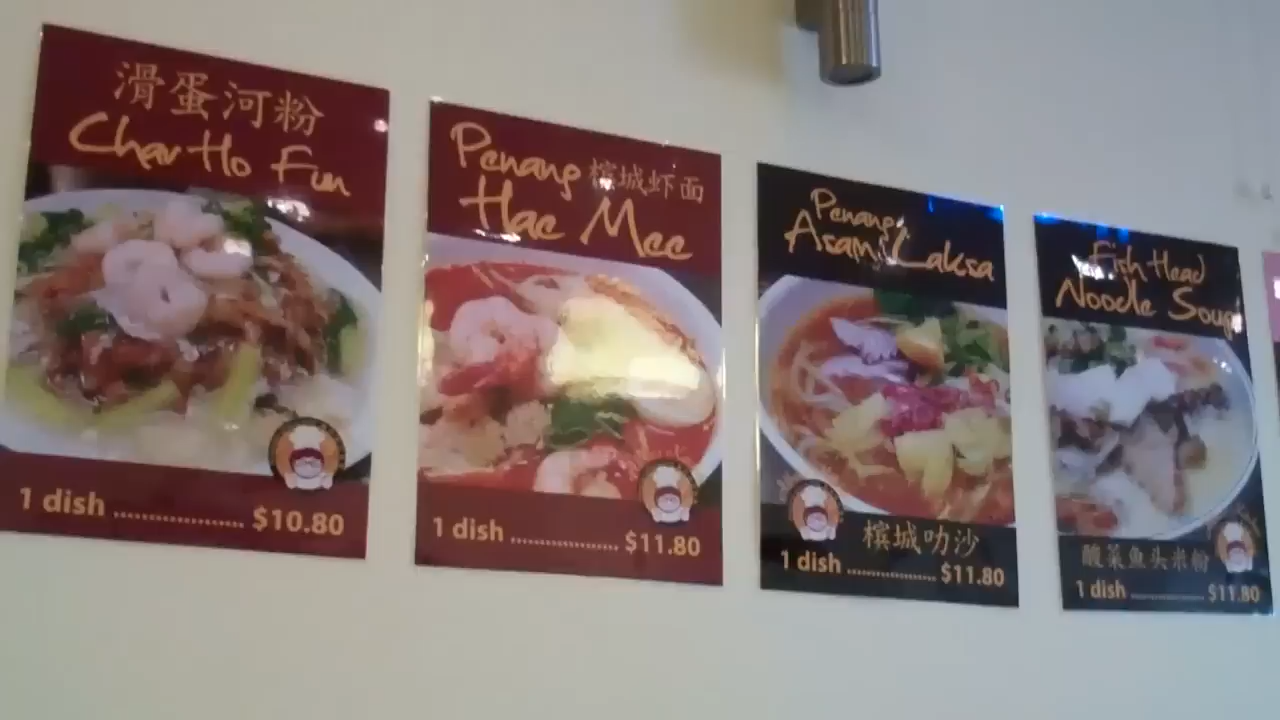 滑蛋河粉
Char Ho Fun
1 dish ........................ $10.80
Penang 槟城虾面
Hae Mee
1 dish ........................ $11.80
Penang
Asam Laksa
槟城叻沙
1 dish ........................ $11.80
Fish Head
Noodle Soup
酸菜鱼头米粉
1 dish ........................ $11.80